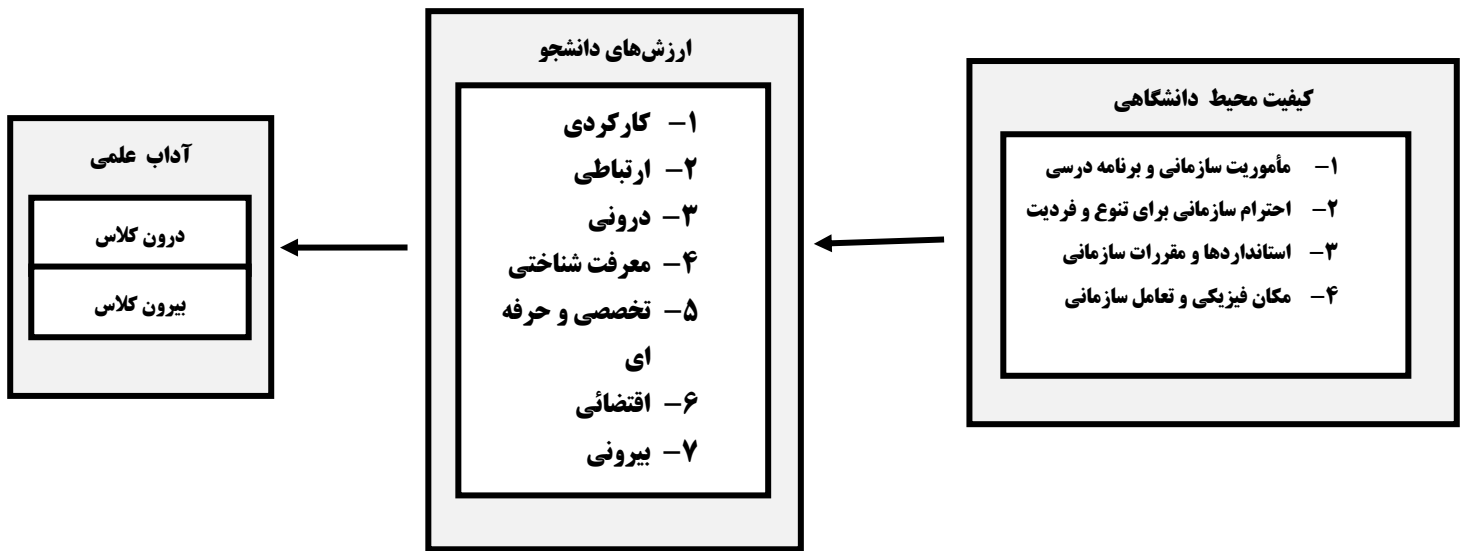 کیفیت محیط دانشگاهی
۱- مأموریت سازمانی و برنامه درسی
۲- احترام سازمانی برای تنوع و فردیت
۳- استانداردها و مقررات سازمانی
۴- مکان فیزیکی و تعامل سازمانی
ارزش‌های دانشجو
۱- کارکردی
۲- ارتباطی
۳- درونی
۴- معرفت شناختی
۵- تخصصی و حرفه
ای
۶- اقتضائی
۷- بیرونی
آداب علمی
درون کلاس
بیرون کلاس